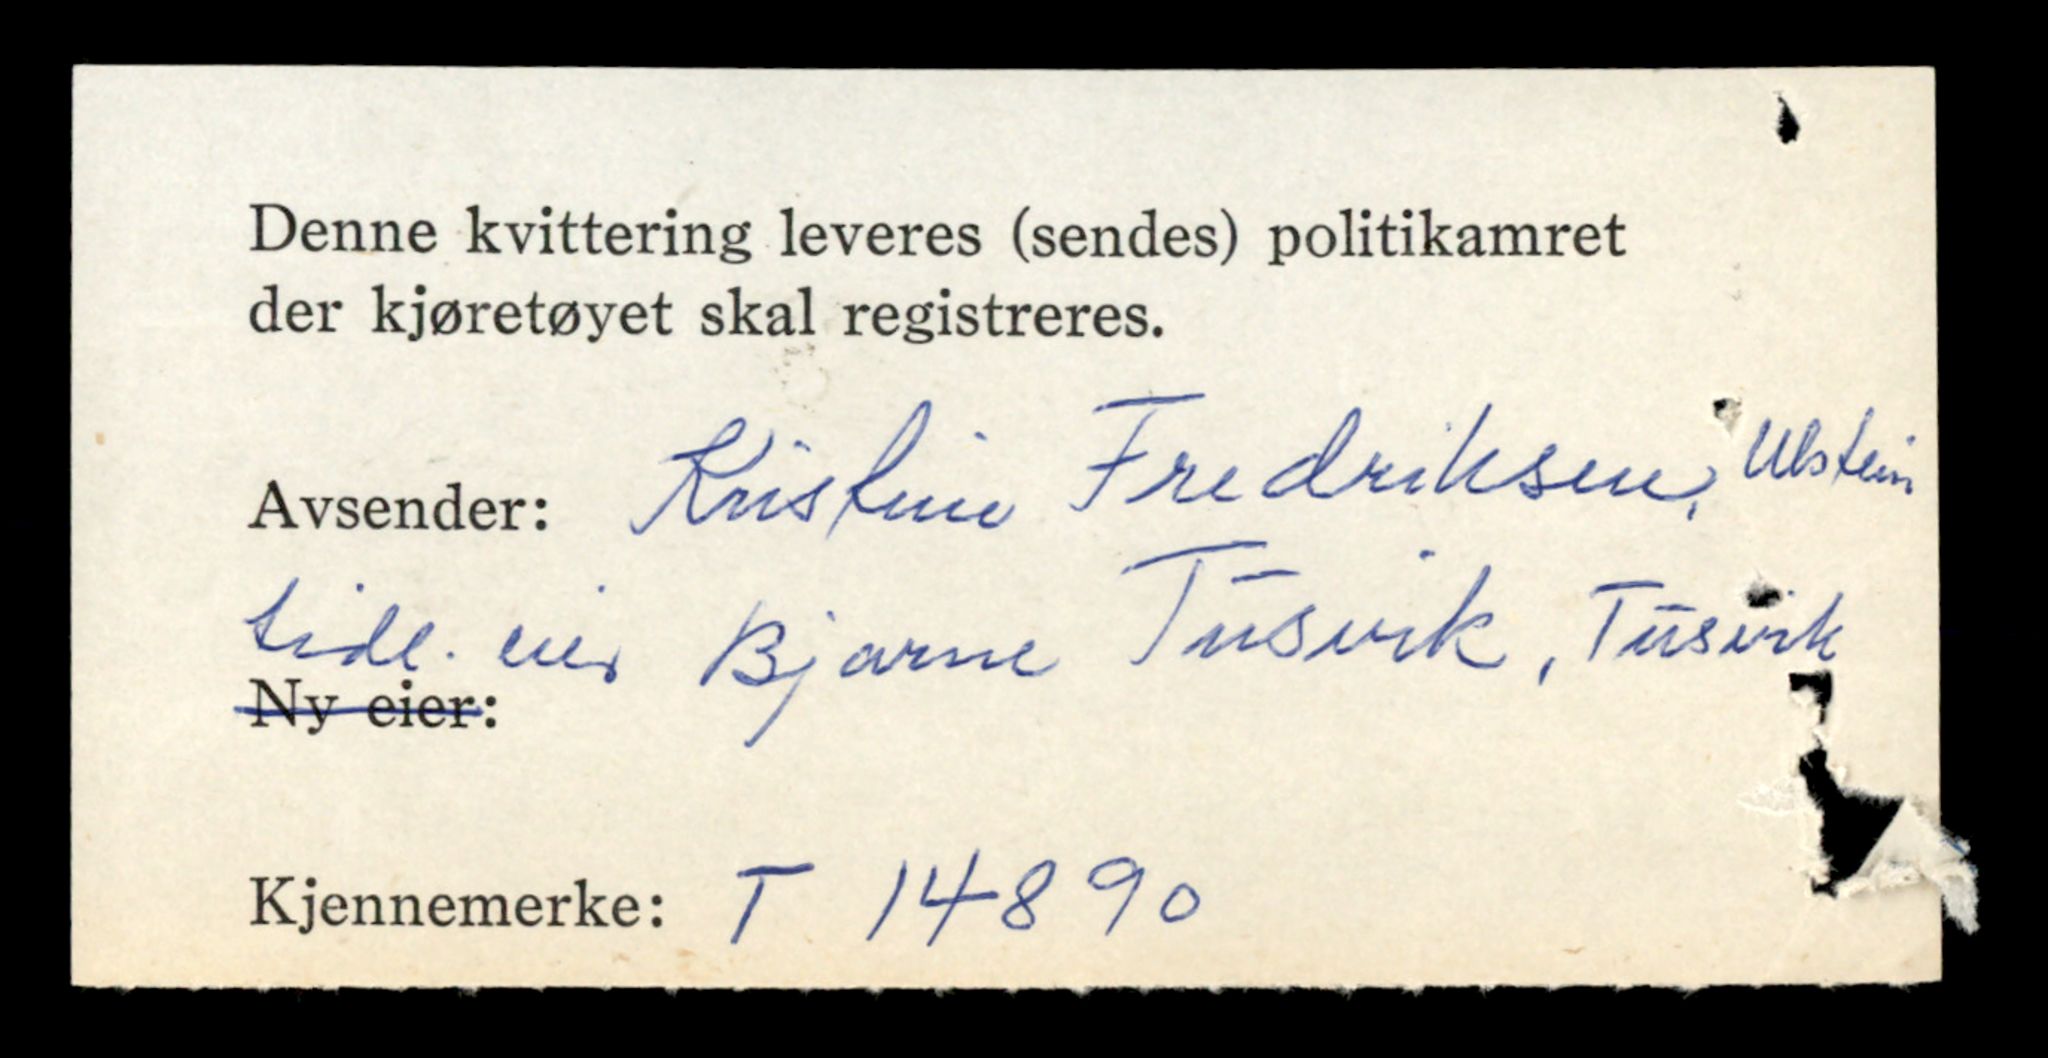 Denne kvittering leveres (sendes) politikamret
der kjøretøyet skal registreres.
Avsender: Kristine Fredriksen, Ulstein
tidl. eier Bjarne Tusvik, Tusvik
Ny eier:
Kjennemerke: T 14890